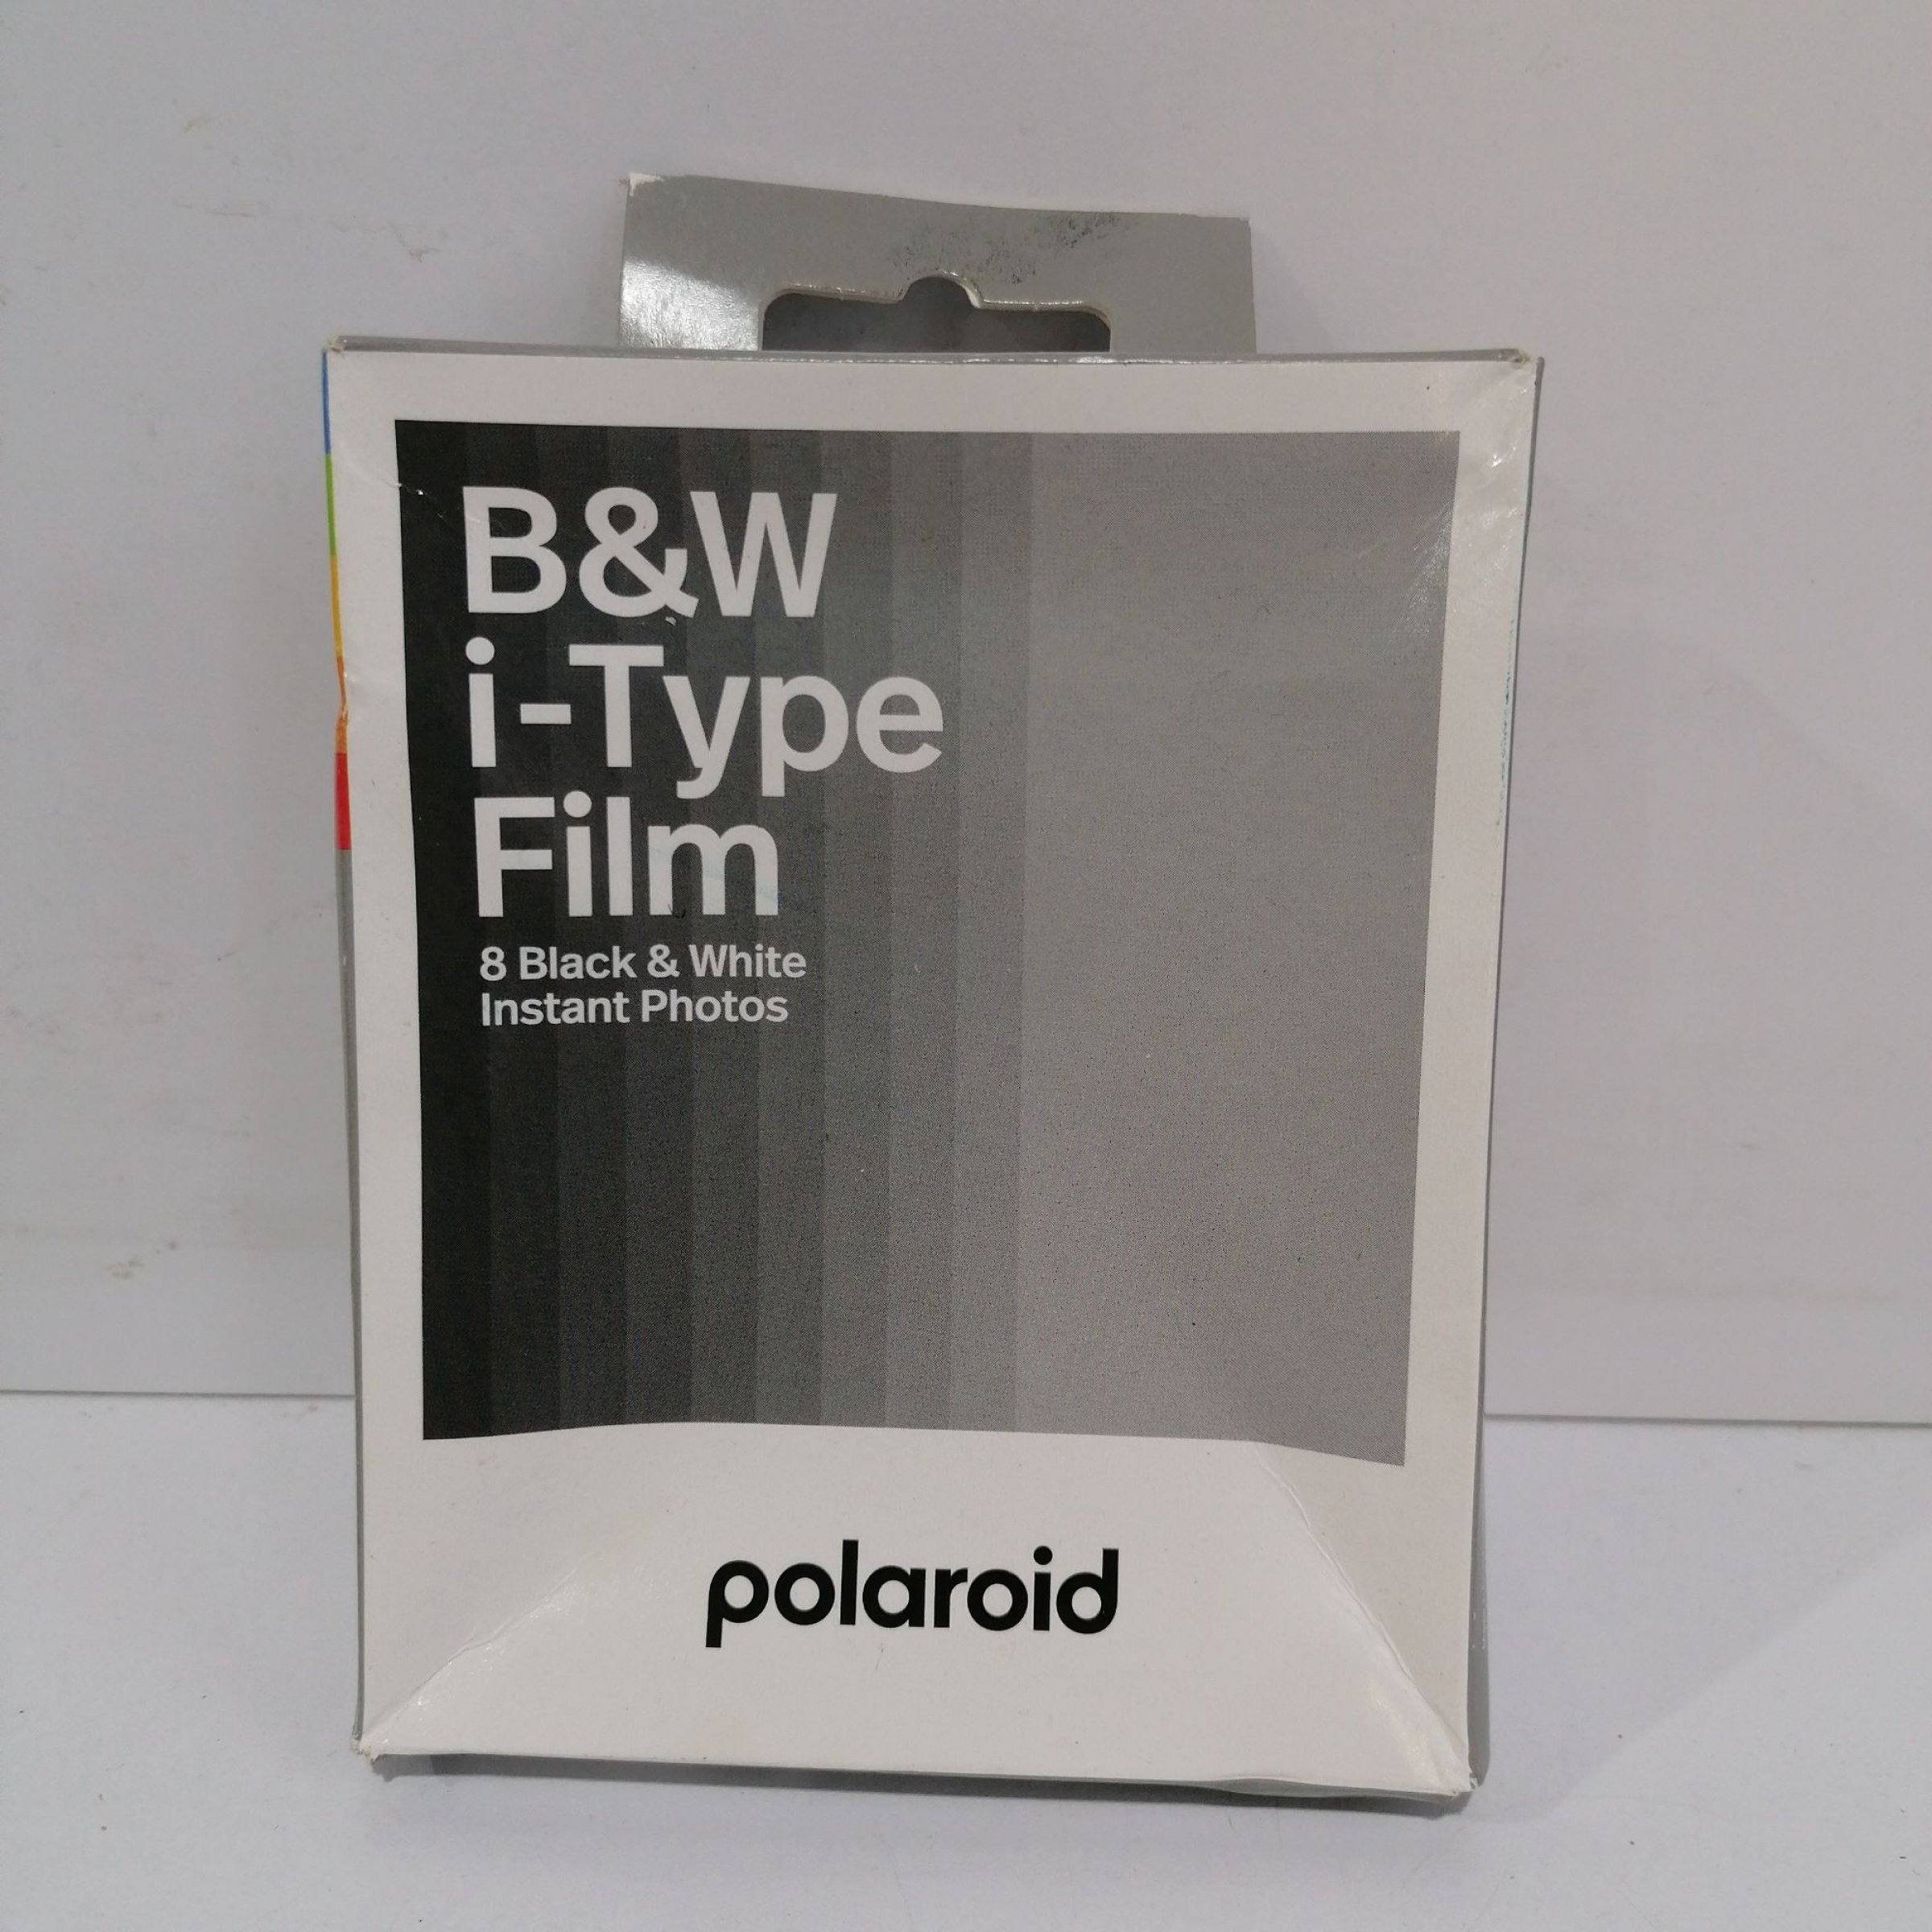 B&W
i-Type
Film
8 Black & White
Instant Photos
polaroid